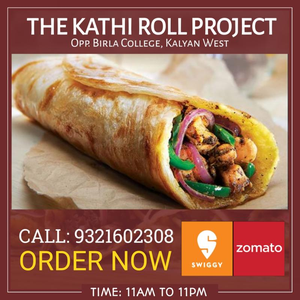 THE KATHI ROLL PROJECT
OPP. BIRLA COLLEGE, KALYAN WEST
CALL: 9321602308
ORDER NOW
SWIGGY
zomato
TIME: 11AM TO 11PM